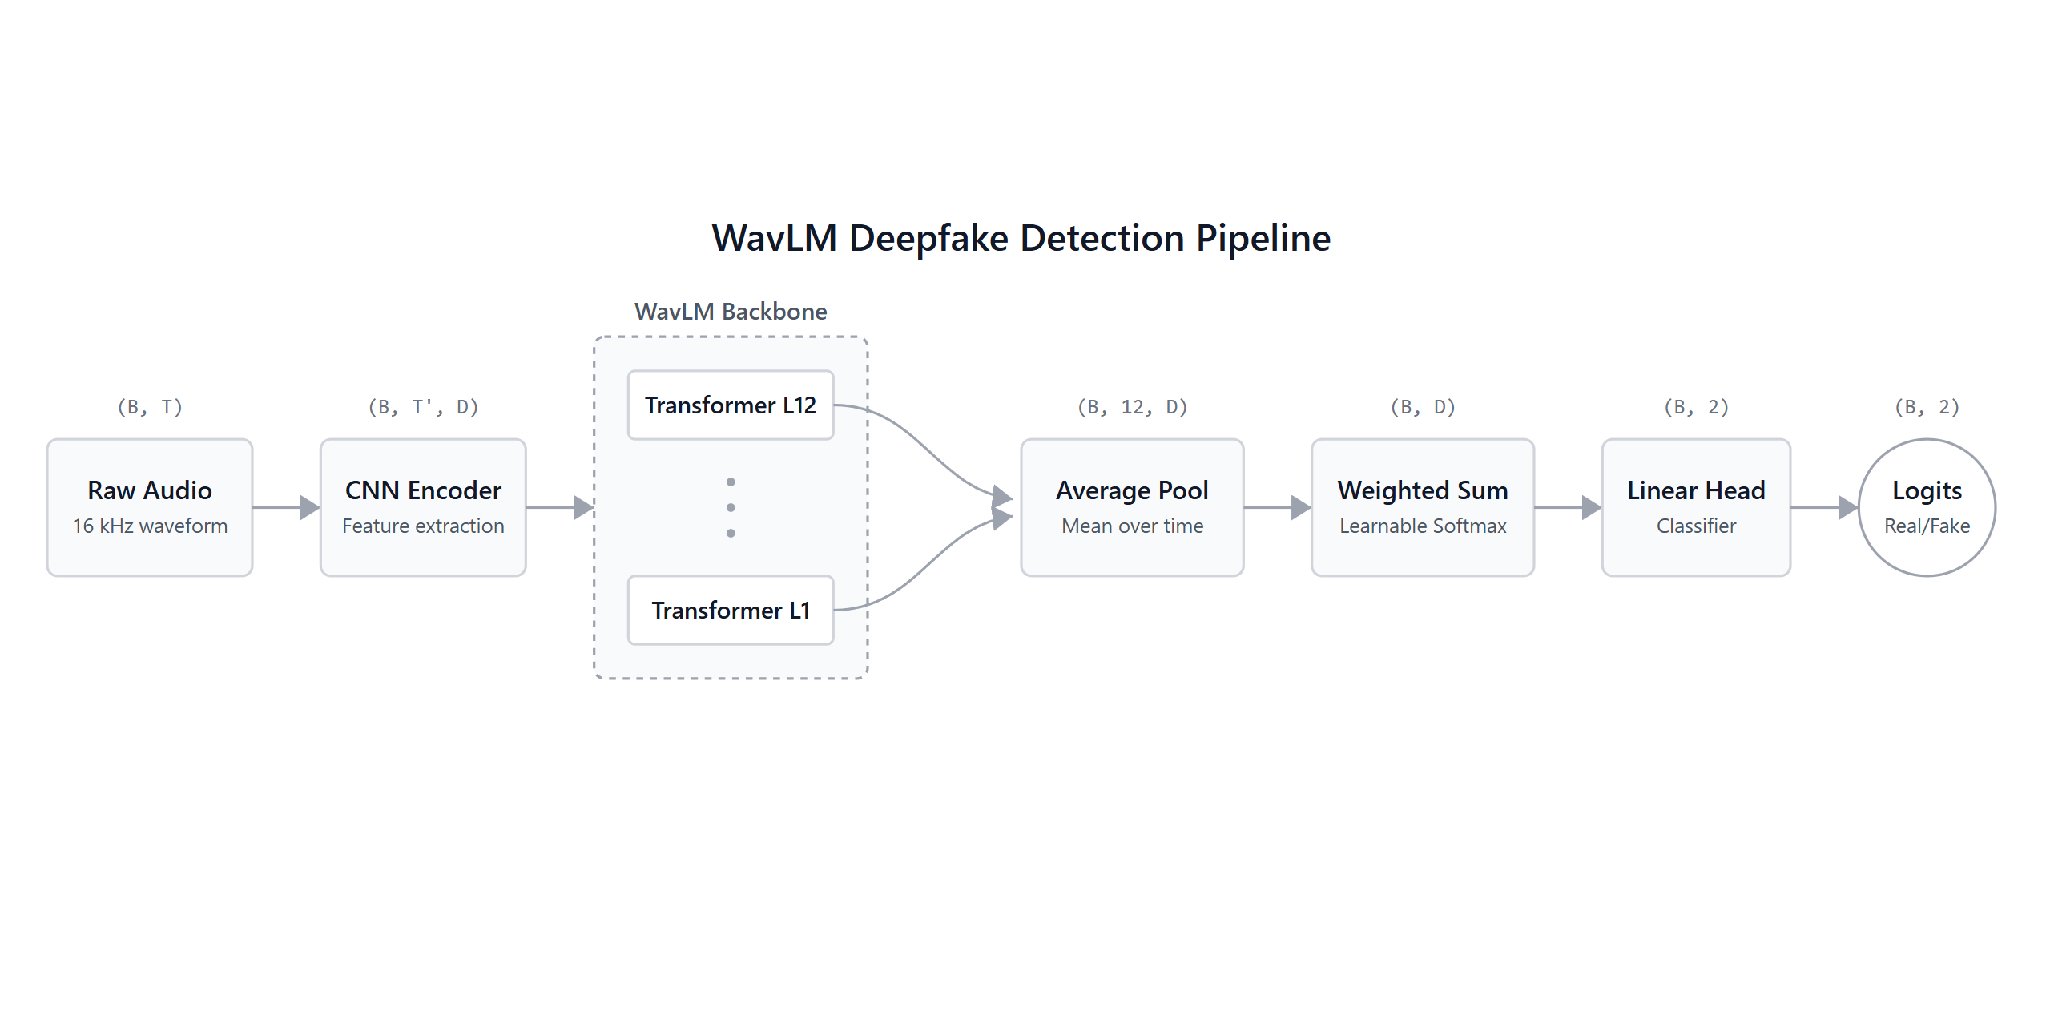 WavLM Deepfake Detection Pipeline
WavLM Backbone
(B, T)
Raw Audio
16 kHz waveform
(B, T', D)
CNN Encoder
Feature extraction
Transformer L12
Transformer L1
(B, 12, D)
Average Pool
Mean over time
(B, D)
Weighted Sum
Learnable Softmax
(B, 2)
Linear Head
Classifier
(B, 2)
Logits
Real/Fake